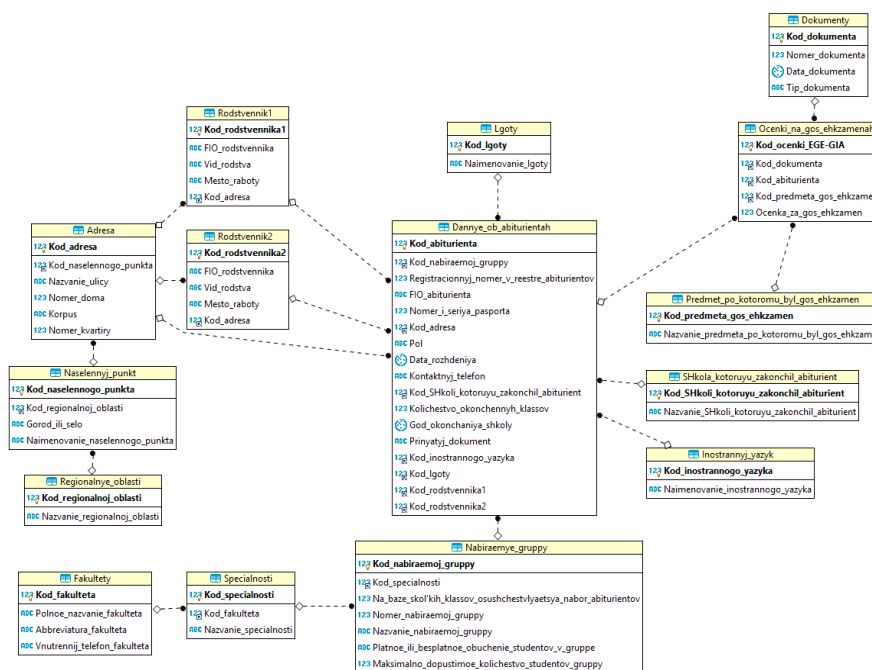 Dokumenty
Kod_dokumenta
Nomer_dokumenta
Data_dokumenta
Tip_dokumenta
Rodstvennik1
Kod_rodstvennika1
FIO_rodstvennika
Vid_rodstva
Mesto_raboty
Kod_adresa
Lgoty
Kod_lgoty
Naimenovanie_lgoty
Ocenki_na_gos_ehkzamenah
Kod_ocenki_EGE-GIA
Kod_dokumenta
Kod_abiturienta
Kod_predmeta_gos_ehkzamen
Ocenka_za_gos_ehkzamen
Adresa
Kod_adresa
Kod_naselennogo_punkta
Nazvanie_ulicy
Nomer_doma
Korpus
Nomer_kvartiry
Rodstvennik2
Kod_rodstvennika2
FIO_rodstvennika
Vid_rodstva
Mesto_raboty
Kod_adresa
Dannye_ob_abiturientah
Kod_abiturienta
Kod_nabiraemoj_gruppy
Registracionnyj_nomer_v_reestre_abiturientov
FIO_abiturienta
Nomer_i_seriya_pasporta
Kod_adresa
Pol
Data_rozhdeniya
Kontaktnyj_telefon
Kod_SHkoli_kotoruyu_zakonchil_abiturient
Kolichestvo_okonchennyh_klassov
God_okonchaniya_shkoly
Prinyatyj_dokument
Kod_inostrannogo_yazyka
Kod_lgoty
Kod_rodstvennika1
Kod_rodstvennika2
Predmet_po_kotoromu_byl_gos_ehkzamen
Kod_predmeta_gos_ehkzamen
Nazvanie_predmeta_po_kotoromu_byl_gos_ehkzamen
SHkola_kotoruyu_zakonchil_abiturient
Kod_SHkoli_kotoruyu_zakonchil_abiturient
Nazvanie_SHkoli_kotoruyu_zakonchil_abiturient
Inostrannyj_yazyk
Kod_inostrannogo_yazyka
Naimenovanie_inostrannogo_yazyka
Naselennyj_punkt
Kod_naselennogo_punkta
Kod_regionalnoj_oblasti
Gorod_ili_selo
Naimenovanie_naselennogo_punkta
Regionalnye_oblasti
Kod_regionalnoj_oblasti
Nazvanie_regionalnoj_oblasti
Fakultety
Kod_fakulteta
Polnoe_nazvanie_fakulteta
Abbreviatura_fakulteta
Vnutrennij_telefon_fakulteta
Specialnosti
Kod_specialnosti
Kod_fakulteta
Nazvanie_specialnosti
Nabiraemye_gruppy
Kod_nabiraemoj_gruppy
Kod_specialnosti
Na_baze_skol'kih_klassov_osushchestvlyaetsya_nabor_abiturientov
Nomer_nabiraemoj_gruppy
Nazvanie_nabiraemoj_gruppy
Platnoe_ili_besplatnoe_obuchenie_studentov_v_gruppe
Maksimalno_dopustimoe_kolichestvo_studentov_gruppy